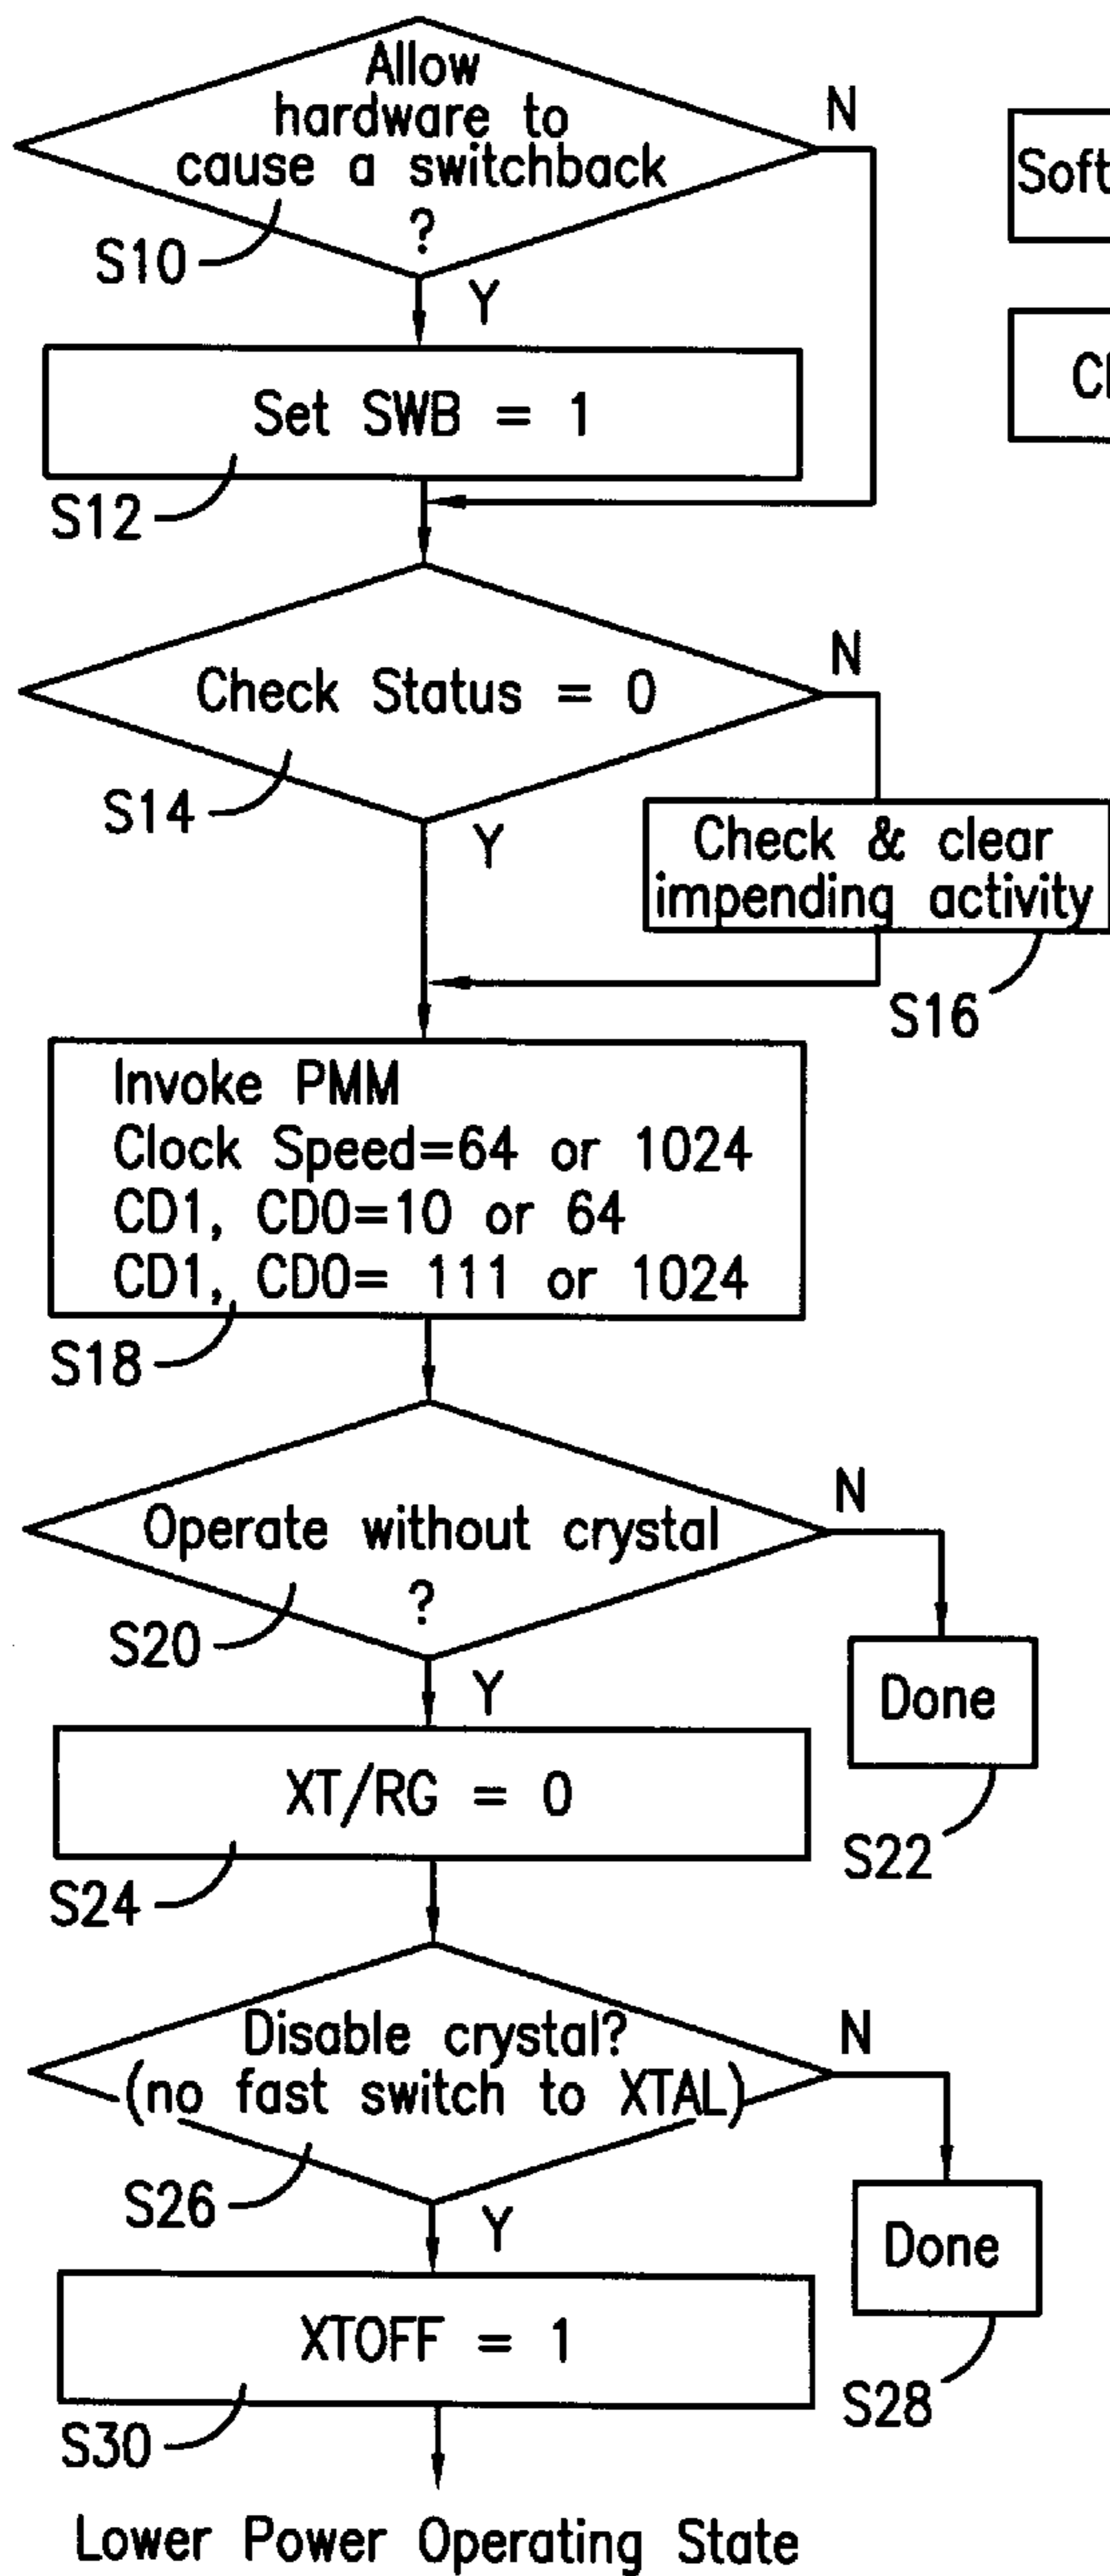 Allow
hardware to
cause a switchback
?
N
S10
Y
Set SWB = 1
S12
Check Status = 0
N
S14
Y
Check & clear
impending activity
S16
Invoke PMM
Clock Speed=64 or 1024
CD1, CD0=10 or 64
CD1, CD0= 111 or 1024
S18
Operate without crystal
?
N
S20
Y
Done
S22
XT/RG = 0
S24
Disable crystal?
(no fast switch to XTAL)
N
S26
Y
Done
S28
XTOFF = 1
S30
Lower Power Operating State
Soft